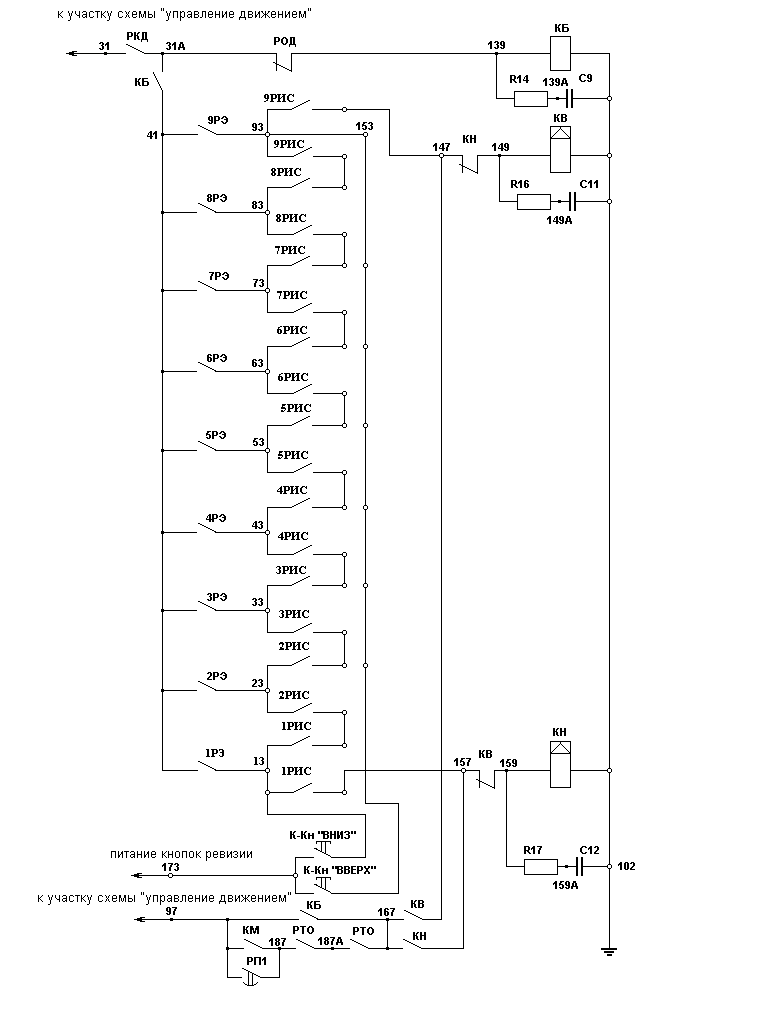 к участку схемы "управление движением"
31 РКД 31А РОД 139 КБ
КБ R14 139А С9
9РИС КВ
9РЭ 93 153
41 КН
9РИС 147 149
8РИС R16 С11
8РЭ 83 8РИС 149А
7РИС
7РЭ 73
7РИС
6РИС
6РЭ 63
6РИС
5РИС
5РЭ 53
5РИС
4РИС
4РЭ 43
4РИС
3РИС
3РЭ 33
3РИС
2РИС
2РЭ 23
2РИС
1РИС КН
1РЭ 13 КВ
1РИС 157 159
К-Кн "ВНИЗ"
питание кнопок ревизии R17 С12
173 К-Кн "ВВЕРХ" 102
159А
к участку схемы "управление движением"
97 КБ 167 КВ
КМ 187 РТО 187А РТО КН
РП1